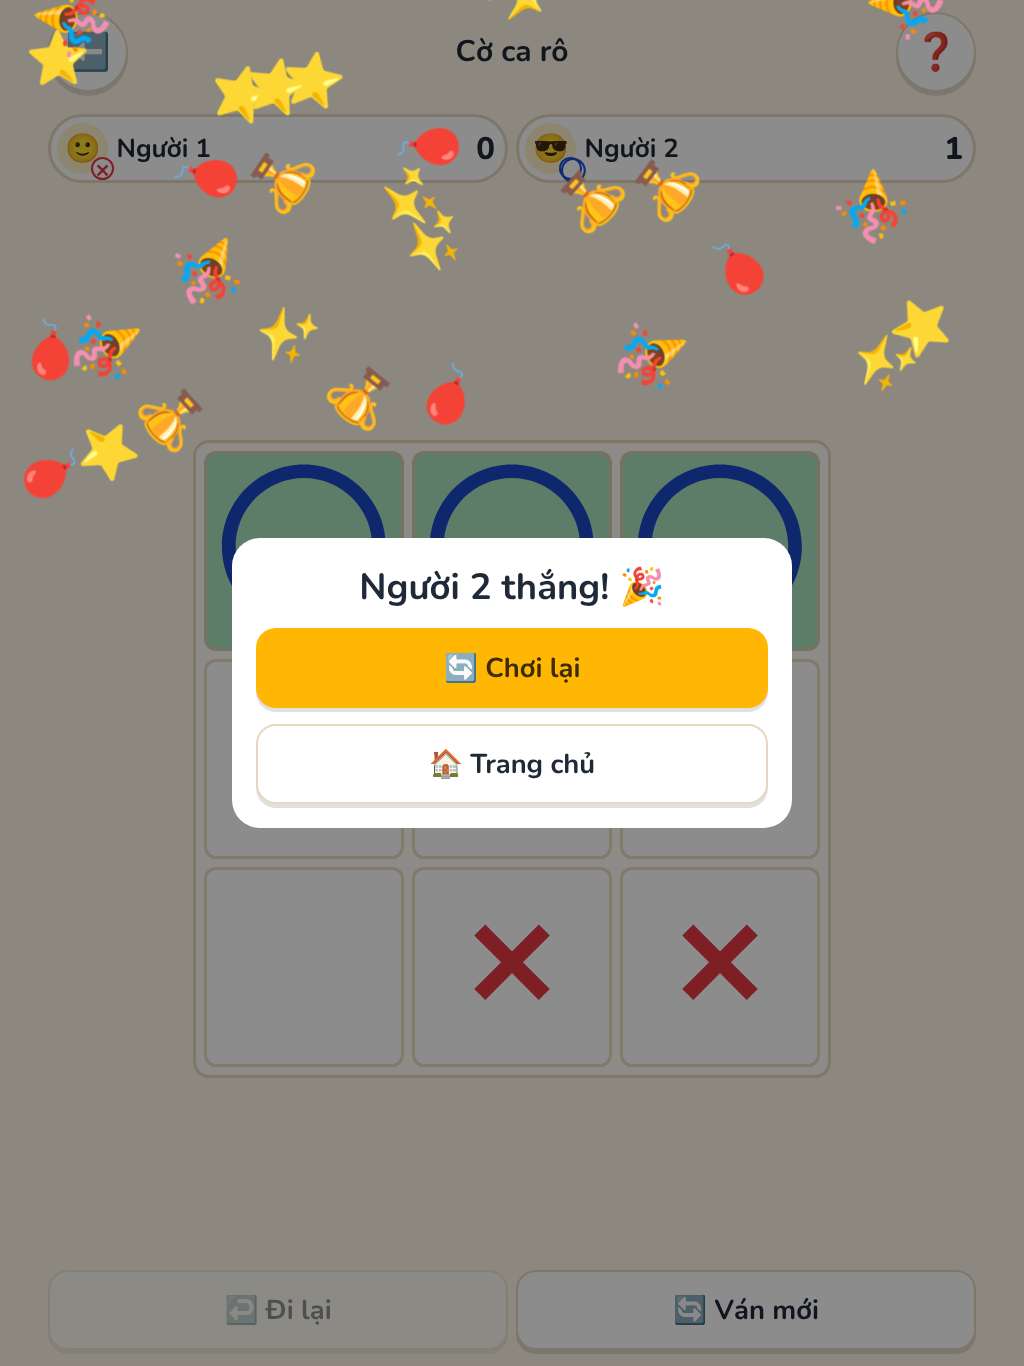 Cờ ca rô
Người 1
0
Người 2
1
Người 2 thắng!
Chơi lại
Trang chủ
Đi lại
Ván mới